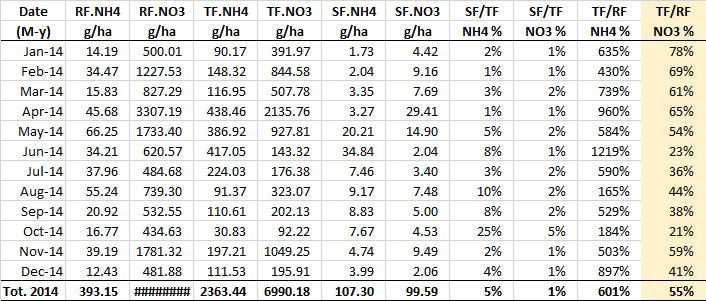 Date RF.NH4 RF.NO3 TF.NH4 TF.NO3 SF.NH4 SF.NO3 SF/TF SF/TF TF/RF TF/RF
(M-y) g/ha g/ha g/ha g/ha g/ha g/ha NH4 % NO3 % NH4 % NO3 %
Jan-14 14.19 500.01 90.17 391.97 1.73 4.42 2% 1% 635% 78%
Feb-14 34.47 1227.53 148.32 844.58 2.04 9.16 1% 1% 430% 69%
Mar-14 15.83 827.29 116.95 507.78 3.35 7.69 3% 2% 739% 61%
Apr-14 45.68 3307.19 438.46 2135.76 3.27 29.41 1% 1% 960% 65%
May-14 66.25 1733.40 386.92 927.81 20.21 14.90 5% 2% 584% 54%
Jun-14 34.21 620.57 417.05 143.32 34.84 2.04 8% 1% 1219% 23%
Jul-14 37.96 484.68 224.03 176.38 7.46 3.40 3% 2% 590% 36%
Aug-14 55.24 739.30 91.37 323.07 9.17 7.48 10% 2% 165% 44%
Sep-14 20.92 532.55 110.61 202.13 8.83 5.00 8% 2% 529% 38%
Oct-14 16.77 434.63 30.83 92.22 7.67 4.53 25% 5% 184% 21%
Nov-14 39.19 1781.32 197.21 1049.25 4.74 9.49 2% 1% 503% 59%
Dec-14 12.43 481.88 111.53 195.91 3.99 2.06 4% 1% 897% 41%
Tot. 2014 393.15 ######## 2363.44 6990.18 107.30 99.59 5% 1% 601% 55%